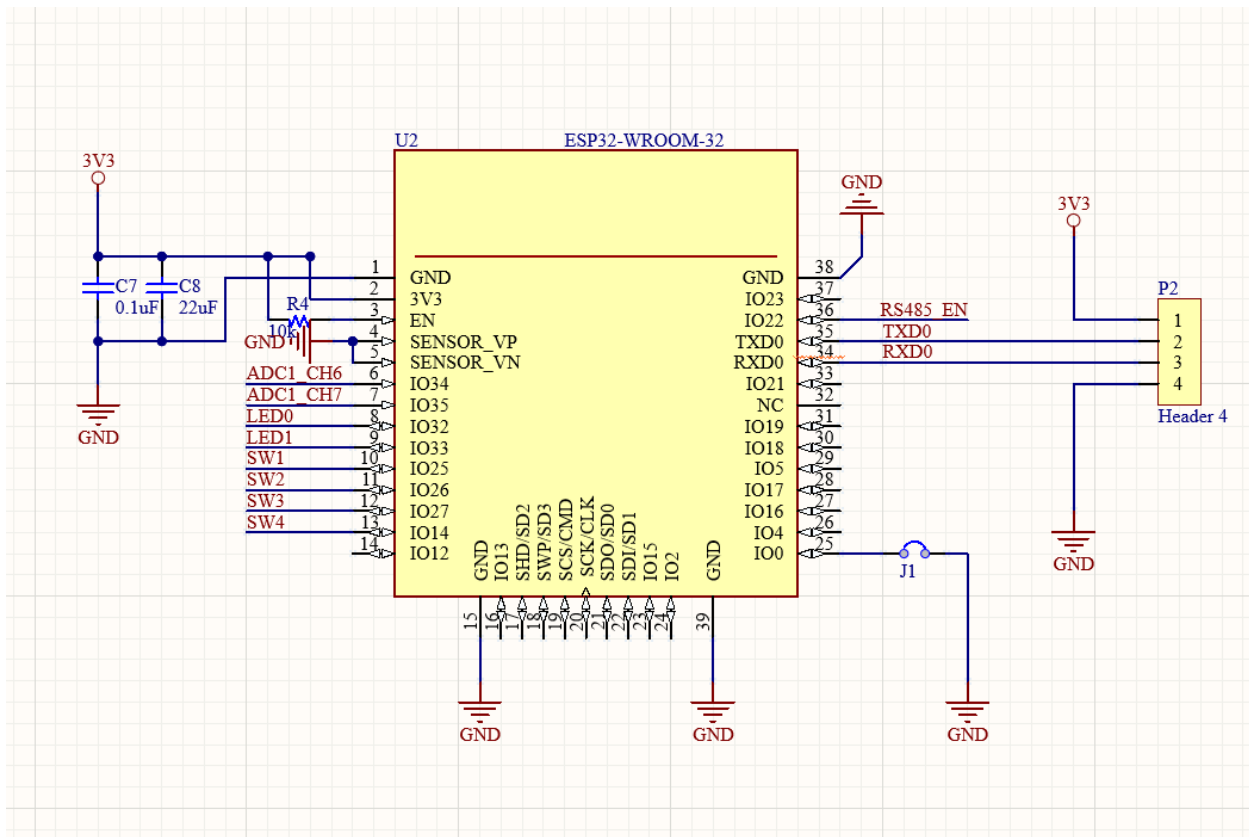 U2
ESP32-WROOM-32
3V3
C7
0.1uF
C8
22uF
R4
10k
GND
GND
ADC1_CH6
ADC1_CH7
LED0
LED1
SW1
SW2
SW3
SW4
1 GND
2 3V3
3 EN
4 SENSOR_VP
5 SENSOR_VN
6 IO34
7 IO35
8 IO32
9 IO33
10 IO25
11 IO26
12 IO27
13 IO14
14 IO12
GND 15
IO13 16
SHD/SD2 17
SWP/SD3 18
SCS/CMD 19
SCK/CLK 20
SDO/SD0 21
SDI/SD1 22
IO15 23
IO2 24
GND 39
GND 38
IO23 37
IO22 36
TXD0 35
RXD0 34
IO21 33
NC 32
IO19 31
IO18 30
IO5 29
IO17 28
IO16 27
IO4 26
IO0 25
GND
RS485_EN
TXD0
RXD0
3V3
P2
1
2
3
4
Header 4
GND
J1
GND
GND
GND